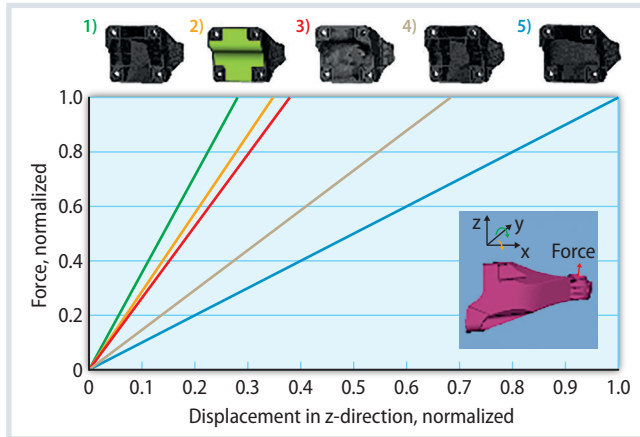 1) 2) 3) 4) 5)
1.0
0.8
0.6
0.4
0.2
0
Force, normalized
z y x
Force
0 0.1 0.2 0.3 0.4 0.5 0.6 0.7 0.8 0.9 1.0
Displacement in z-direction, normalized